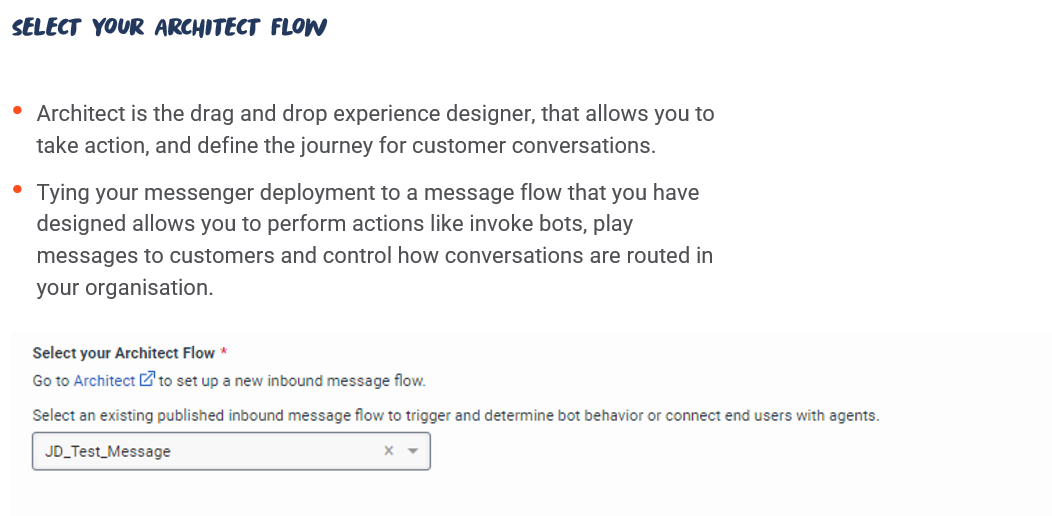 SELECT YOUR ARCHITECT FLOW
• Architect is the drag and drop experience designer, that allows you to
take action, and define the journey for customer conversations.
• Tying your messenger deployment to a message flow that you have
designed allows you to perform actions like invoke bots, play
messages to customers and control how conversations are routed in
your organisation.
Select your Architect Flow *
Go to Architect to set up a new inbound message flow.
Select an existing published inbound message flow to trigger and determine bot behavior or connect end users with agents.
JD_Test_Message